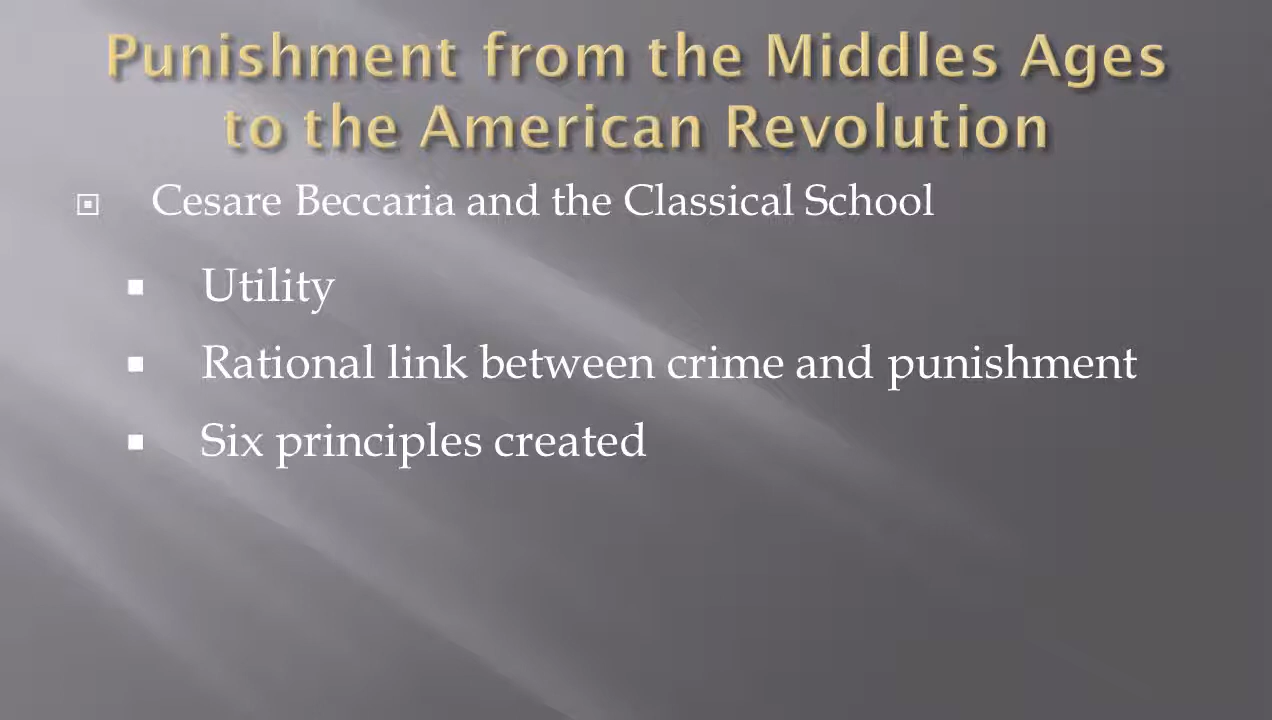 Punishment from the Middles Ages
to the American Revolution
Cesare Beccaria and the Classical School
Utility
Rational link between crime and punishment
Six principles created